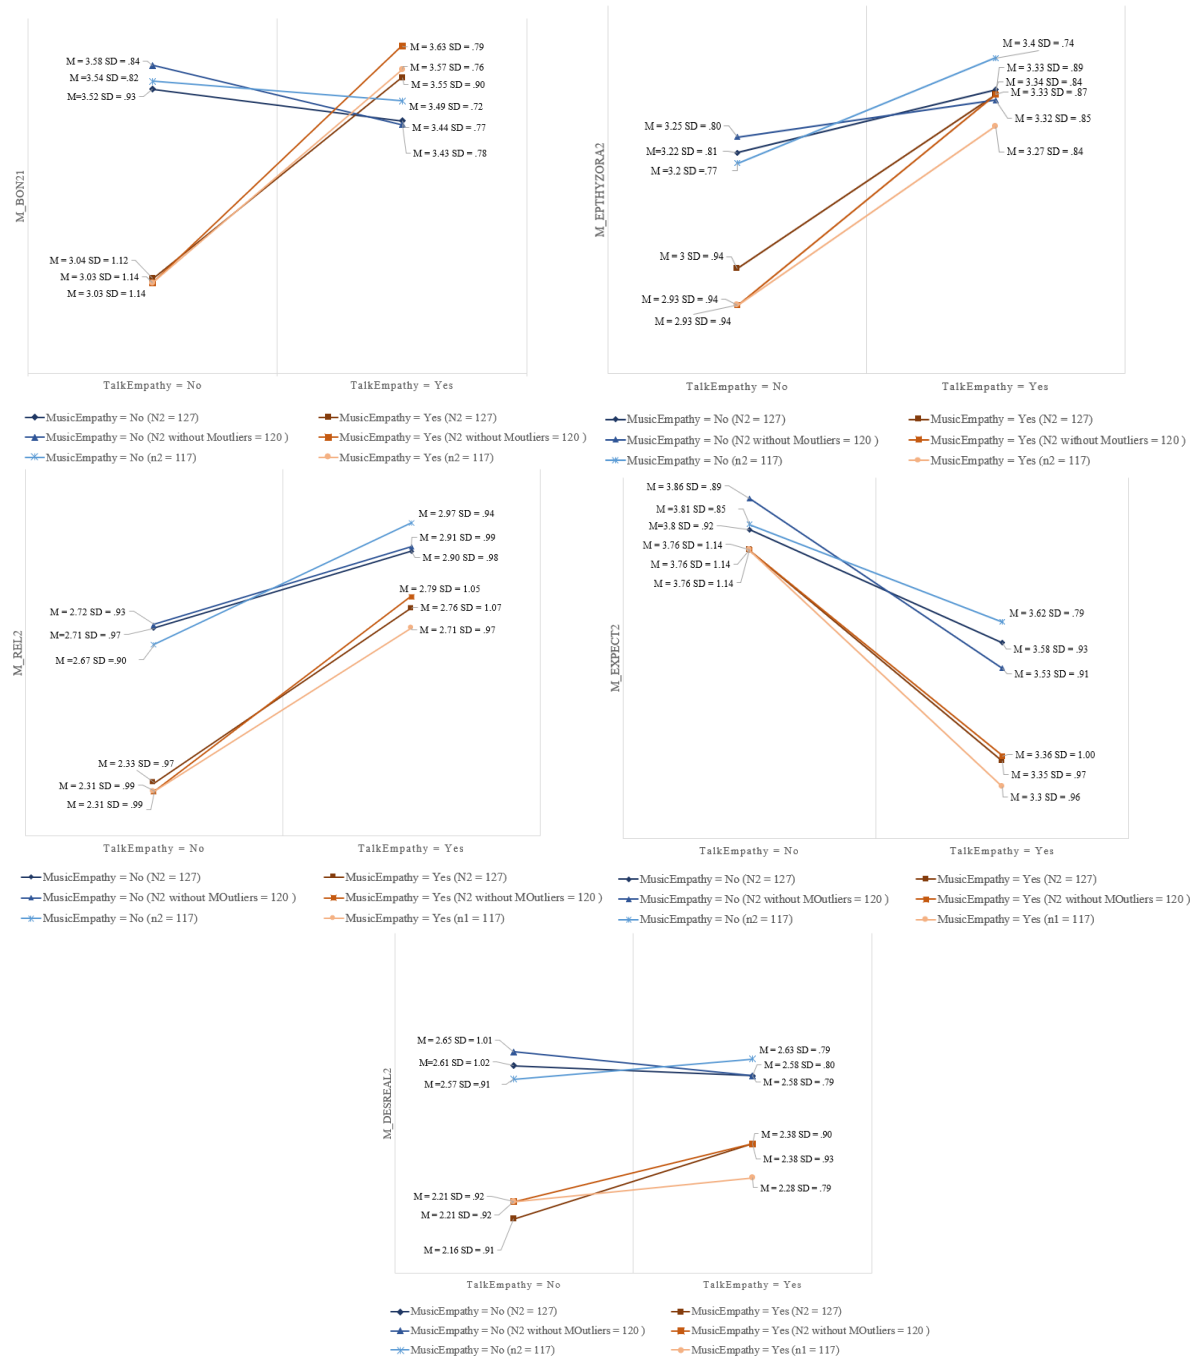 M = 3.58 SD = .84
M =3.54 SD = .82
M=3.52 SD = .93
M = 3.63 SD = .79
M = 3.57 SD = .76
M = 3.55 SD = .90
M = 3.49 SD = .72
M = 3.44 SD = .77
M = 3.43 SD = .78
M_BON21
M = 3.04 SD = 1.12
M = 3.03 SD = 1.14
M = 3.03 SD = 1.14
TalkEmpathy = No
TalkEmpathy = Yes
MusicEmpathy = No (N2 = 127)
MusicEmpathy = Yes (N2 = 127)
MusicEmpathy = No (N2 without Moutliers = 120 )
MusicEmpathy = Yes (N2 without Moutliers = 120 )
MusicEmpathy = No (n2 = 117)
MusicEmpathy = Yes (n2 = 117)
M = 3.4 SD = .74
M = 3.33 SD = .89
M = 3.34 SD = .84
M = 3.33 SD = .87
M = 3.32 SD = .85
M = 3.27 SD = .84
M = 3.25 SD = .80
M=3.22 SD = .81
M =3.2 SD = .77
M_EPTHYZORA2
M = 3 SD = .94
M = 2.93 SD = .94
M = 2.93 SD = .94
TalkEmpathy = No
TalkEmpathy = Yes
MusicEmpathy = No (N2 = 127)
MusicEmpathy = Yes (N2 = 127)
MusicEmpathy = No (N2 without Moutliers = 120 )
MusicEmpathy = Yes (N2 without Moutliers = 120 )
MusicEmpathy = No (n2 = 117)
MusicEmpathy = Yes (n2 = 117)
M = 2.97 SD = .94
M = 2.91 SD = .99
M = 2.90 SD = .98
M = 2.79 SD = 1.05
M = 2.76 SD = 1.07
M = 2.71 SD = .97
M = 2.72 SD = .93
M=2.71 SD = .97
M =2.67 SD = .90
M_REL2
M = 2.33 SD = .97
M = 2.31 SD = .99
M = 2.31 SD = .99
TalkEmpathy = No
TalkEmpathy = Yes
MusicEmpathy = No (N2 = 127)
MusicEmpathy = Yes (N2 = 127)
MusicEmpathy = No (N2 without MOutliers = 120 )
MusicEmpathy = Yes (N2 without MOutliers = 120 )
MusicEmpathy = No (n2 = 117)
MusicEmpathy = Yes (n1 = 117)
M = 3.86 SD = .89
M =3.81 SD = .85
M=3.8 SD = .92
M = 3.76 SD = 1.14
M = 3.76 SD = 1.14
M = 3.76 SD = 1.14
M = 3.62 SD = .79
M = 3.58 SD = .93
M = 3.53 SD = .91
M_EXPECT2
M = 3.36 SD = 1.00
M = 3.35 SD = .97
M = 3.3 SD = .96
TalkEmpathy = No
TalkEmpathy = Yes
MusicEmpathy = No (N2 = 127)
MusicEmpathy = Yes (N2 = 127)
MusicEmpathy = No (N2 without MOutliers = 120 )
MusicEmpathy = Yes (N2 without MOutliers = 120 )
MusicEmpathy = No (n2 = 117)
MusicEmpathy = Yes (n1 = 117)
M = 2.65 SD = 1.01
M=2.61 SD = 1.02
M =2.57 SD = .91
M = 2.63 SD = .79
M = 2.58 SD = .80
M = 2.58 SD = .79
M_DESREAL2
M = 2.38 SD = .90
M = 2.38 SD = .93
M = 2.28 SD = .79
M = 2.21 SD = .92
M = 2.21 SD = .92
M = 2.16 SD = .91
TalkEmpathy = No
TalkEmpathy = Yes
MusicEmpathy = No (N2 = 127)
MusicEmpathy = Yes (N2 = 127)
MusicEmpathy = No (N2 without MOutliers = 120 )
MusicEmpathy = Yes (N2 without MOutliers = 120 )
MusicEmpathy = No (n2 = 117)
MusicEmpathy = Yes (n1 = 117)